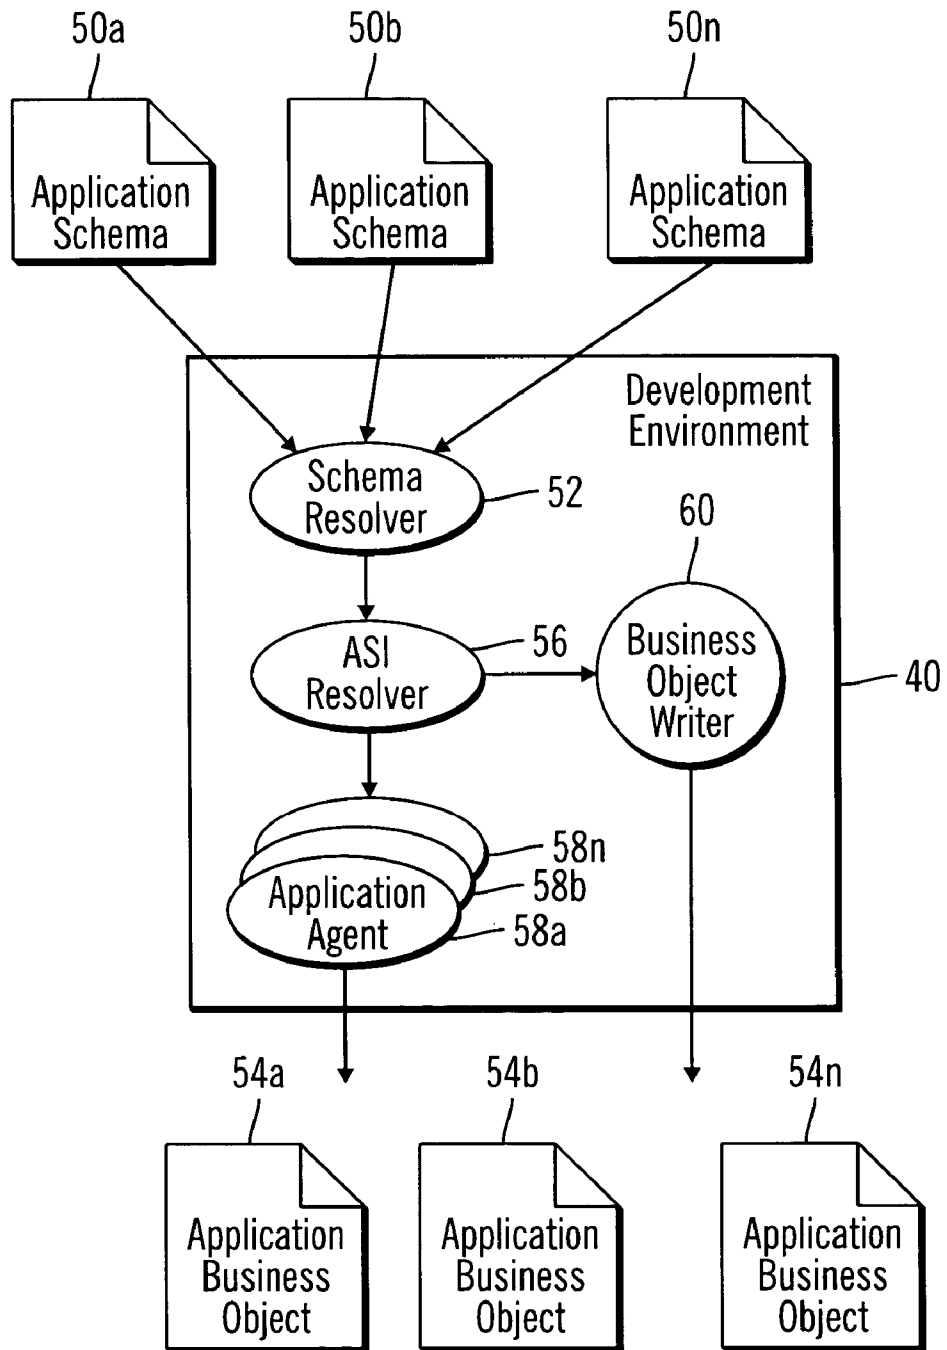 50a
50b
50n
Application
Schema
Application
Schema
Application
Schema
Development
Environment
Schema
Resolver
52
60
ASI
Resolver
56
Business
Object
Writer
40
58n
58b
Application
Agent
58a
54a
54b
54n
Application
Business
Object
Application
Business
Object
Application
Business
Object